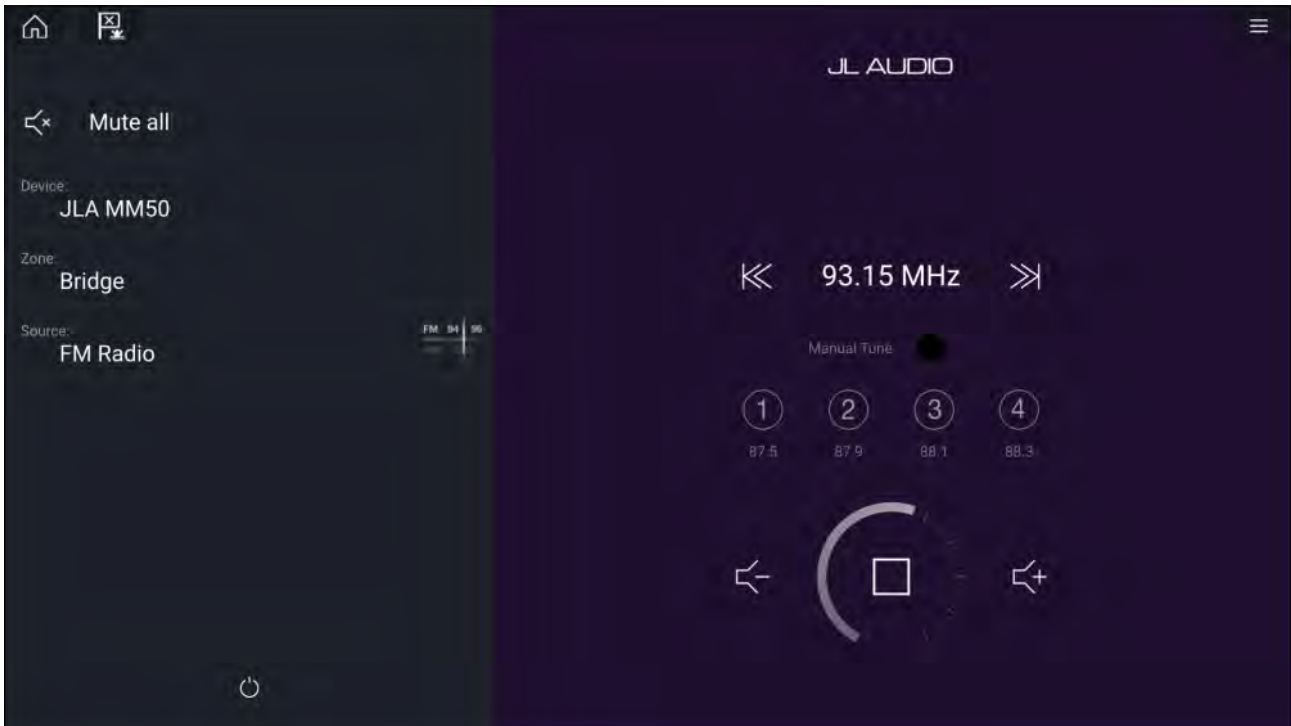 JL AUDIO
Mute all
Device:
JLA MM50
Zone:
Bridge
Source:
FM Radio
FM 94 96
93.15 MHz
Manual Tune
1 2 3 4
87.5 87.9 88.1 88.3